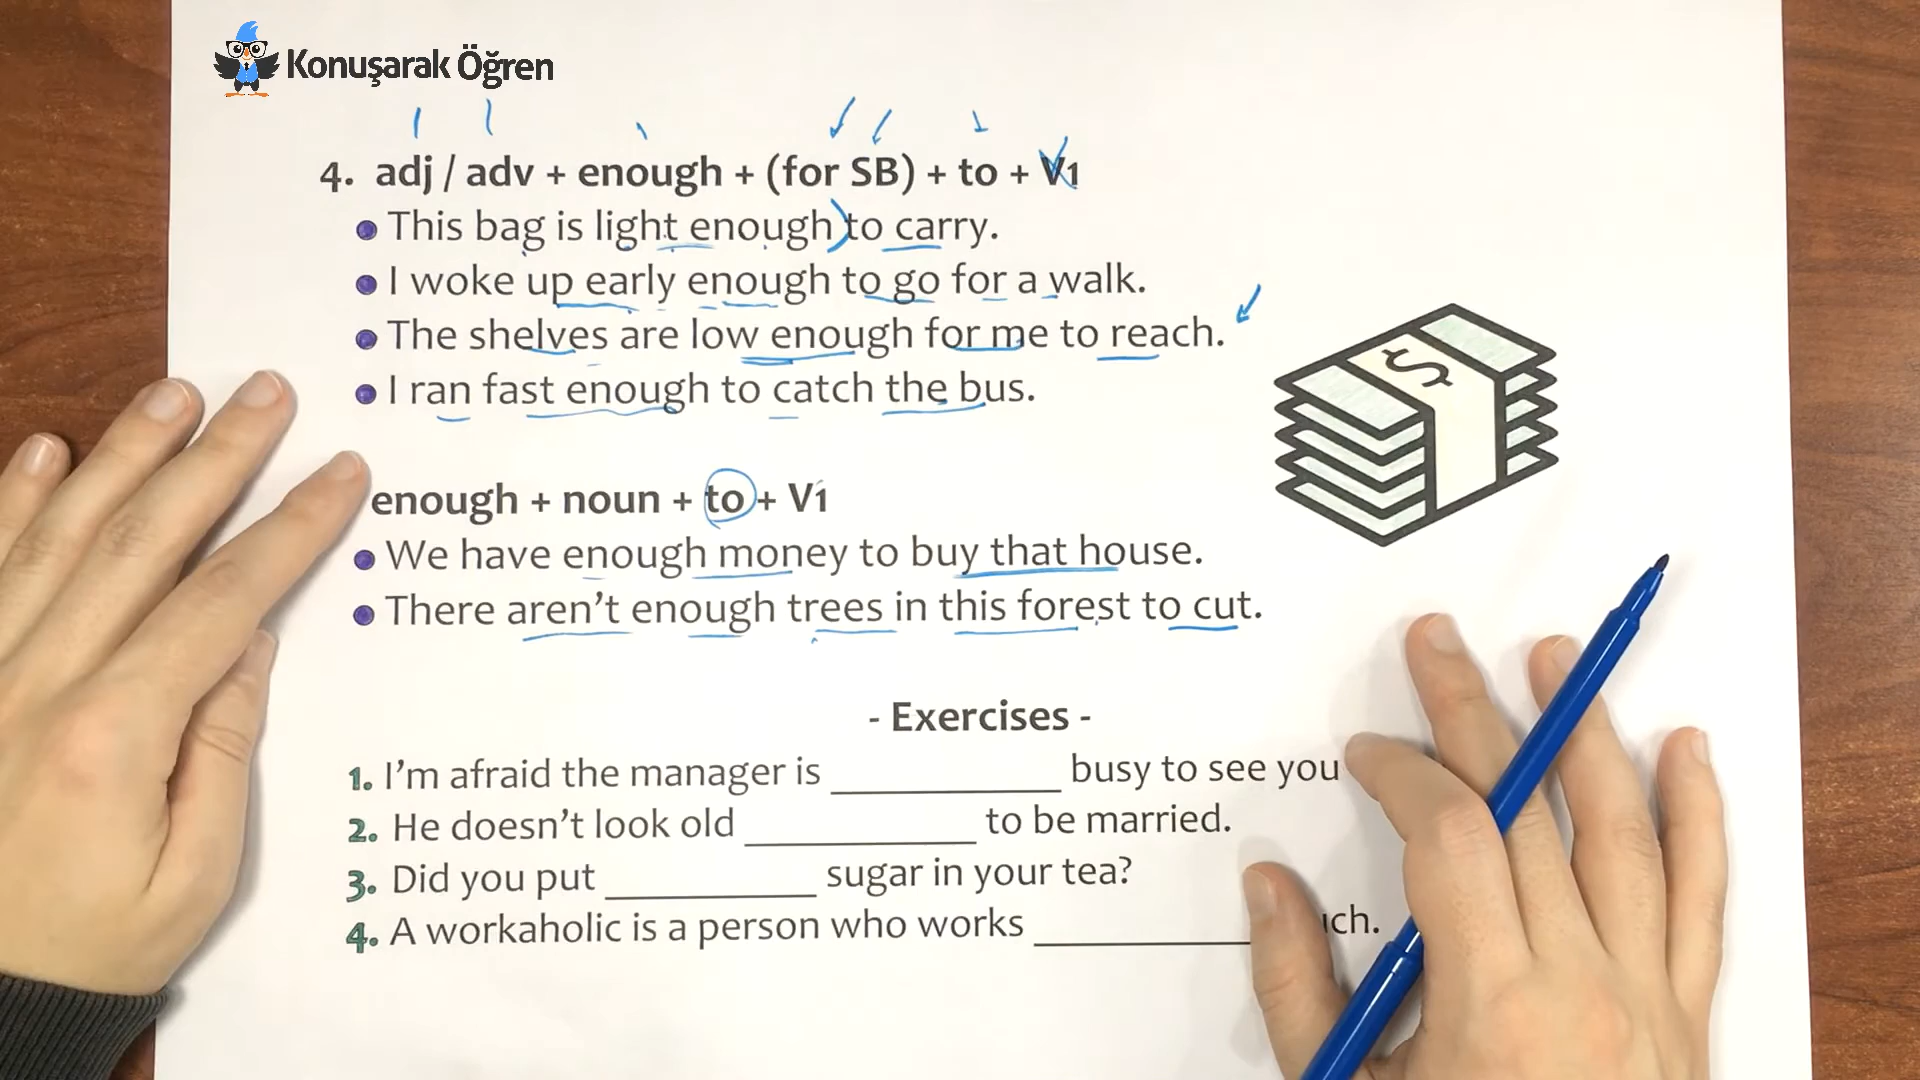 Konuşarak Öğren
4. adj / adv + enough + (for SB) + to + V1
This bag is light enough to carry.
I woke up early enough to go for a walk.
The shelves are low enough for me to reach.
I ran fast enough to catch the bus.
enough + noun + to + V1
We have enough money to buy that house.
There aren't enough trees in this forest to cut.
$
- Exercises -
1. I'm afraid the manager is ____________ busy to see you
2. He doesn't look old ____________ to be married.
3. Did you put ____________ sugar in your tea?
4. A workaholic is a person who works ____________